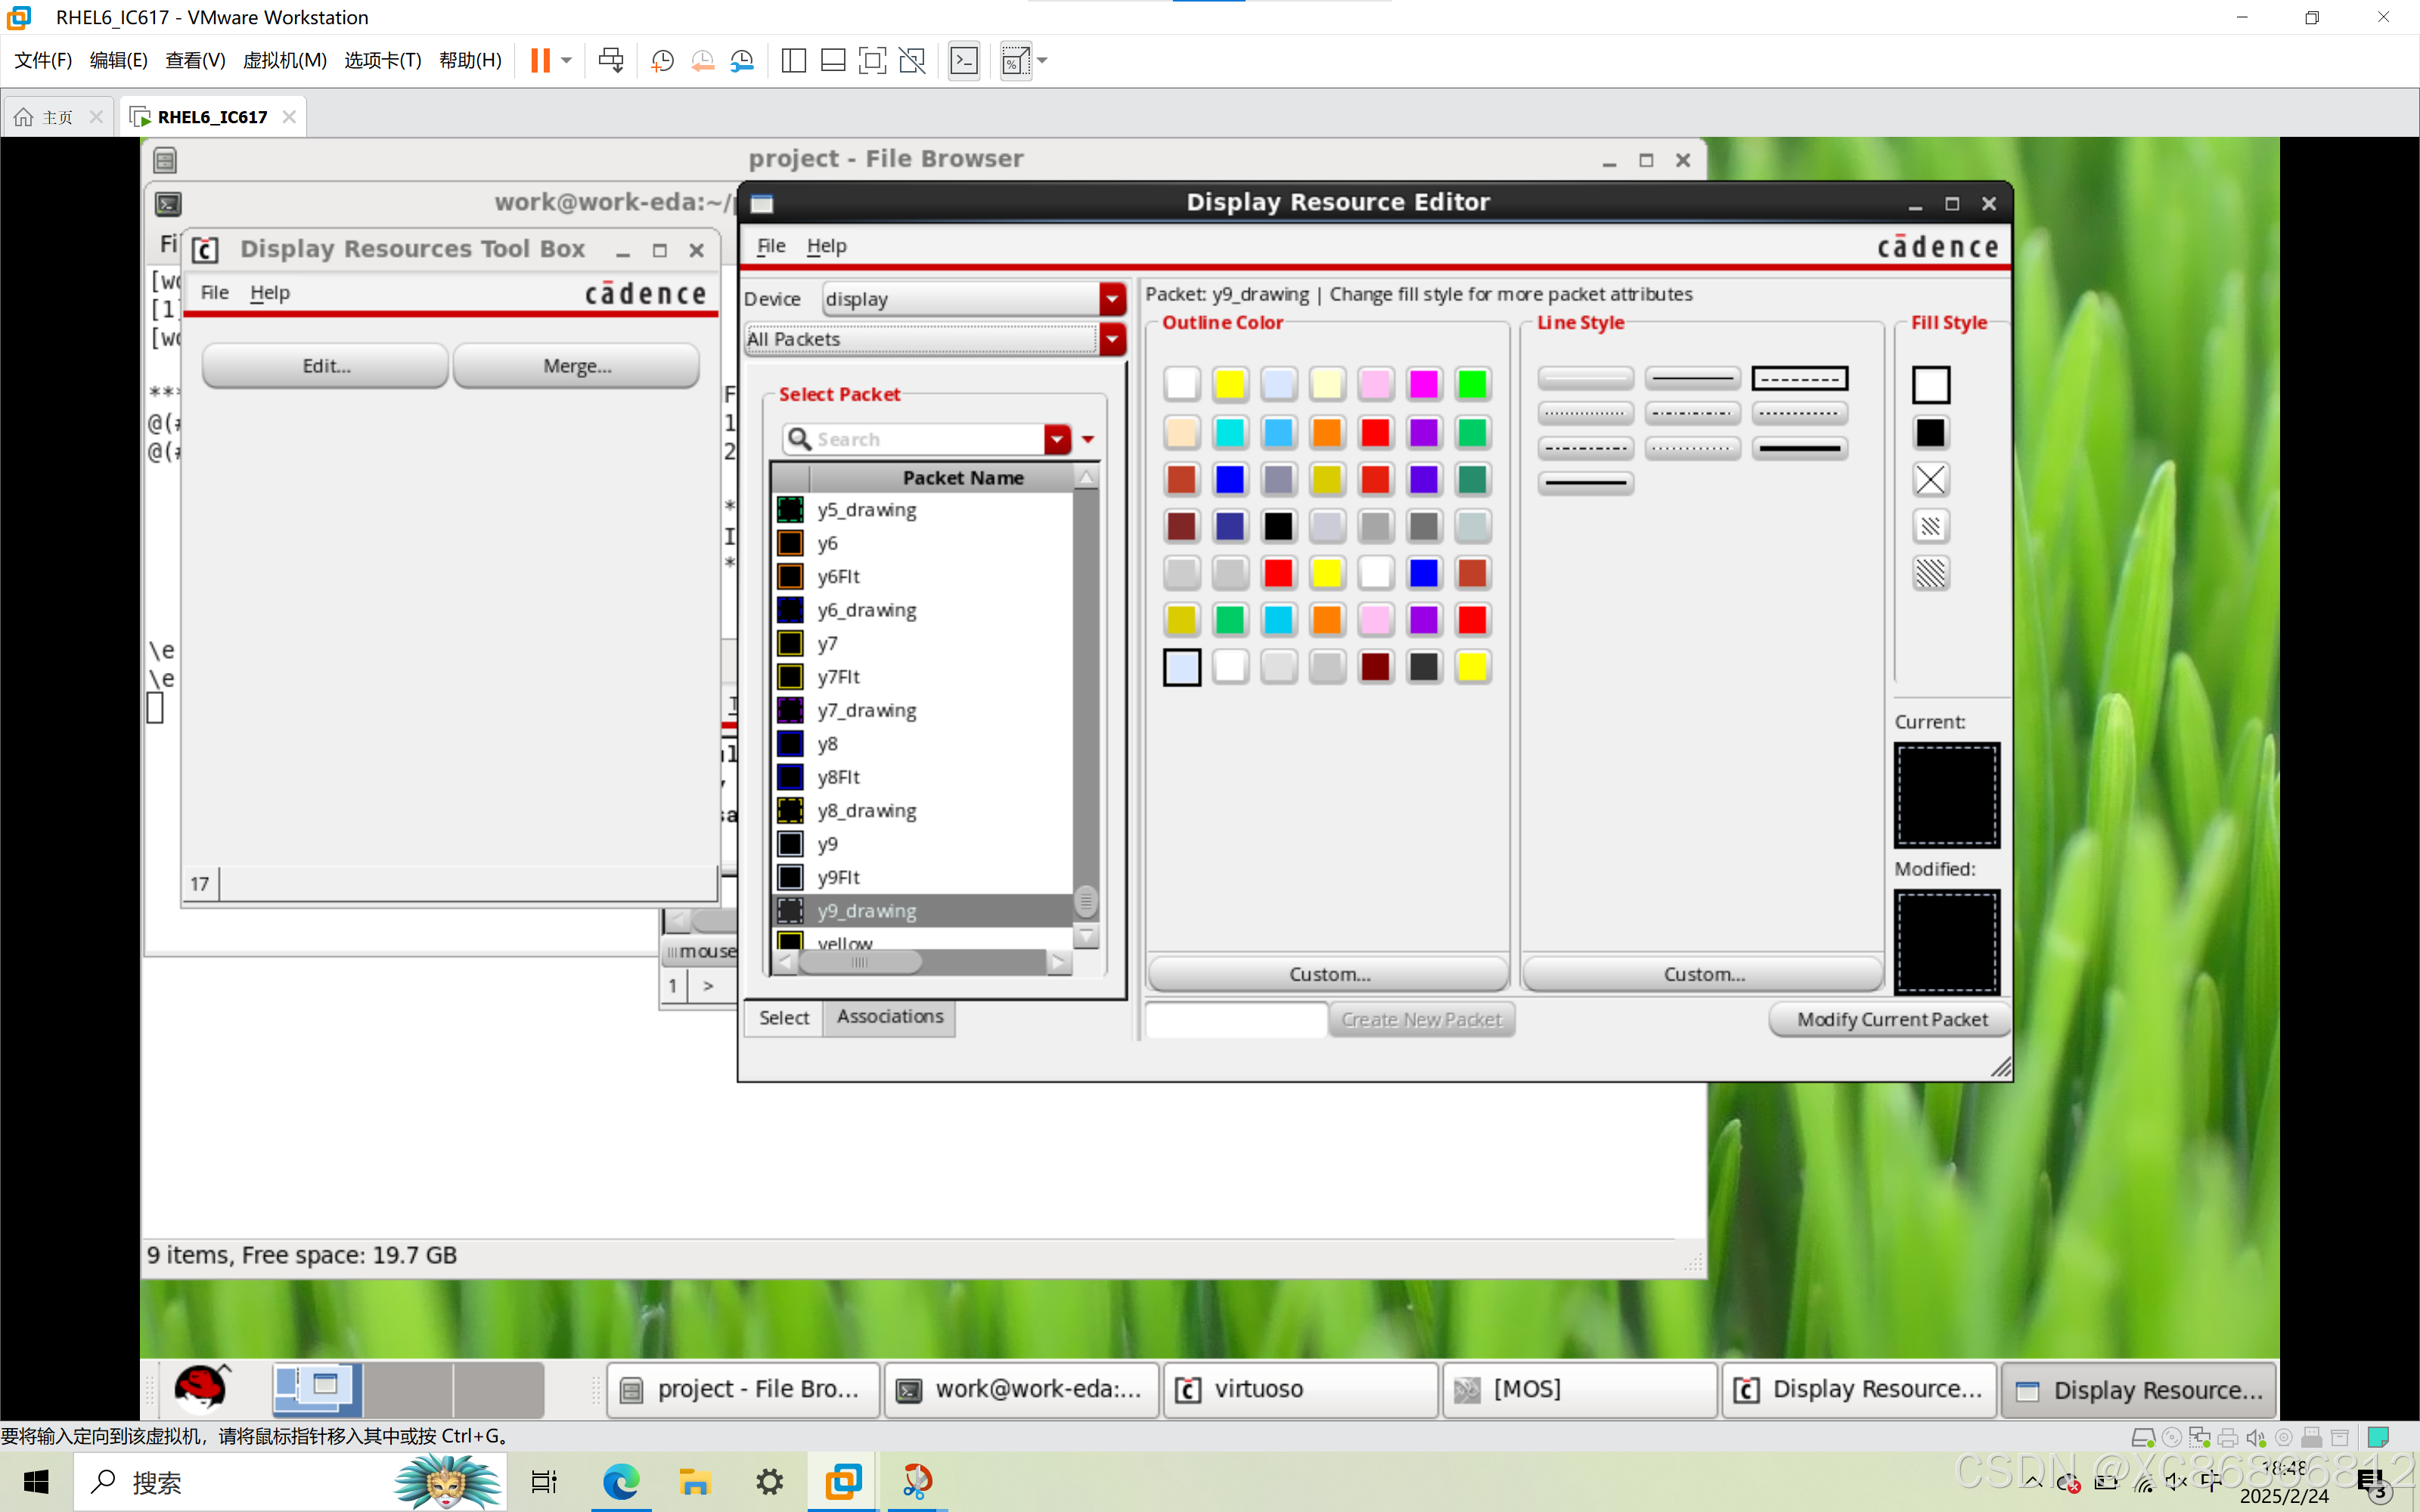 RHEL6_IC617 - VMware Workstation
文件(F) 编辑(E) 查看(V) 虚拟机(M) 选项卡(T) 帮助(H)
主页
RHEL6_IC617
project - File Browser
work@work-eda:~/
Display Resource Editor
Fi
Display Resources Tool Box
File Help
cādence
File Help
cādence
[1]
Edit...
Merge...
Device display
All Packets
Packet: y9_drawing | Change fill style for more packet attributes
Outline Color
Line Style
Fill Style
Select Packet
Search
Packet Name
y5_drawing
y6
y6Flt
y6_drawing
y7
y7Flt
y7_drawing
y8
y8Flt
y8_drawing
y9
y9Flt
y9_drawing
yellow
\e
\e
17
mouse
1 >
Current:
Modified:
Custom...
Custom...
Select
Associations
Create New Packet
Modify Current Packet
9 items, Free space: 19.7 GB
project - File Bro...
work@work-eda:...
virtuoso
[MOS]
Display Resource...
Display Resource...
要将输入定向到该虚拟机，请将鼠标指针移入其中或按 Ctrl+G。
搜索
中
18:48
2025/2/24
3
CSDN @XC86806812